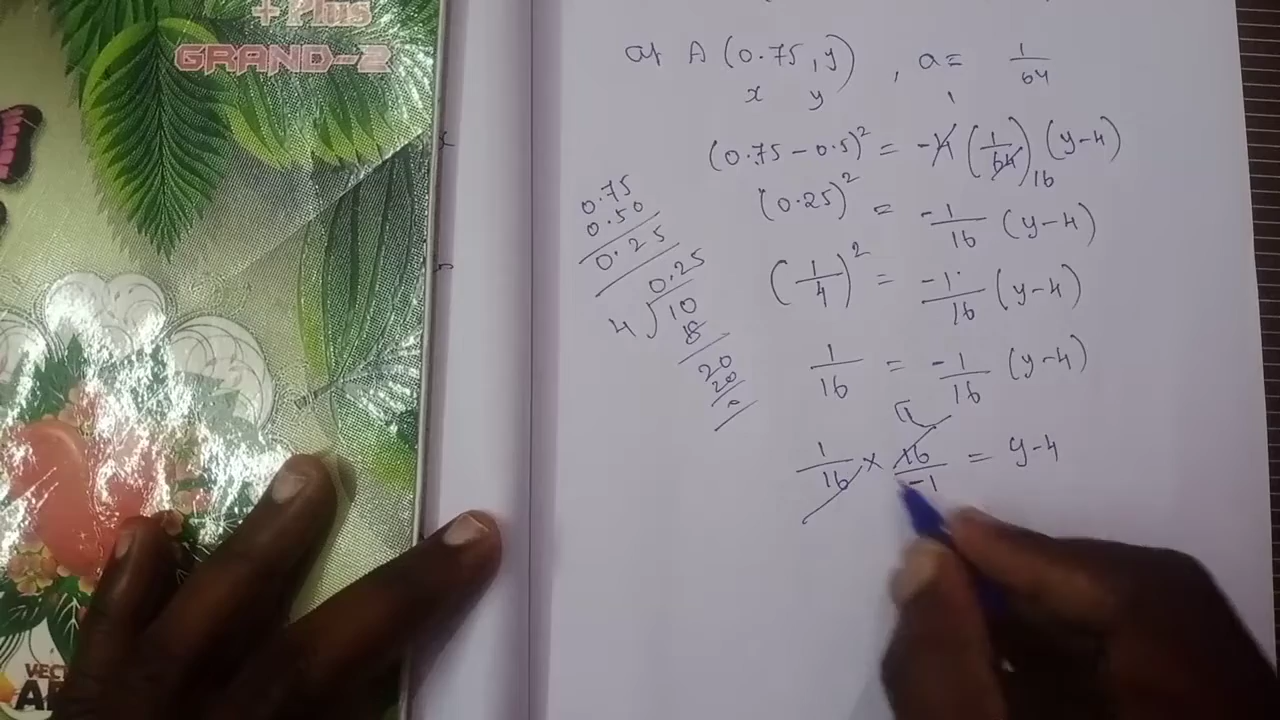 + Plus
GRAND-2
at A (0.75, y) , a = 1/64
x y
(0.75 - 0.5)² = -4 (1/64) (y-4)
1 16
(0.25)² = -1/16 (y-4)
(1/4)² = -1/16 (y-4)
1/16 = -1/16 (y-4)
1/16 × 16/-1 = y-4
1
0.75
0.50
0.25
0.25
4 ) 10
8
20
20
0